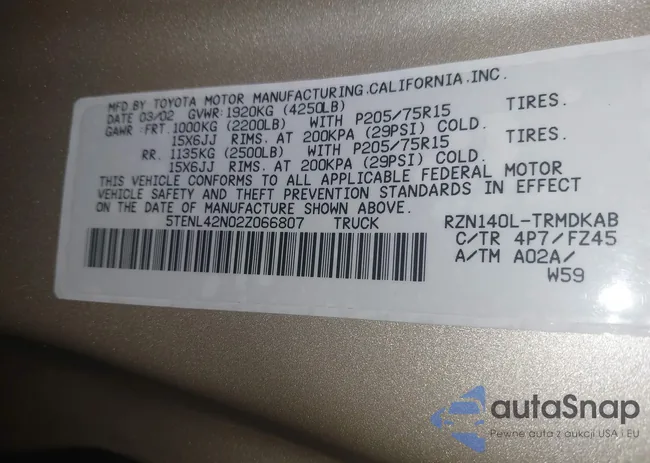 MFD BY TOYOTA MOTOR MANUFACTURING.CALIFORNIA.INC.
DATE 03/02 GVWR:1920KG (4250LB)
GAWR : FRT. 1000KG (2200LB) WITH P205/75R15 TIRES.
15X6JJ RIMS. AT 200KPA (29PSI) COLD.
RR. 1135KG (2500LB) WITH P205/75R15 TIRES.
15X6JJ RIMS. AT 200KPA (29PSI) COLD.
THIS VEHICLE CONFORMS TO ALL APPLICABLE FEDERAL MOTOR
VEHICLE SAFETY AND THEFT PREVENTION STANDARDS IN EFFECT
ON THE DATE OF MANUFACTURE SHOWN ABOVE.
5TENL42N02Z066807 TRUCK RZN140L-TRMDKAB
C/TR 4P7/FZ45
A/TM A02A/
W59
autoSnap
Pewne auta z aukcji USA i EU